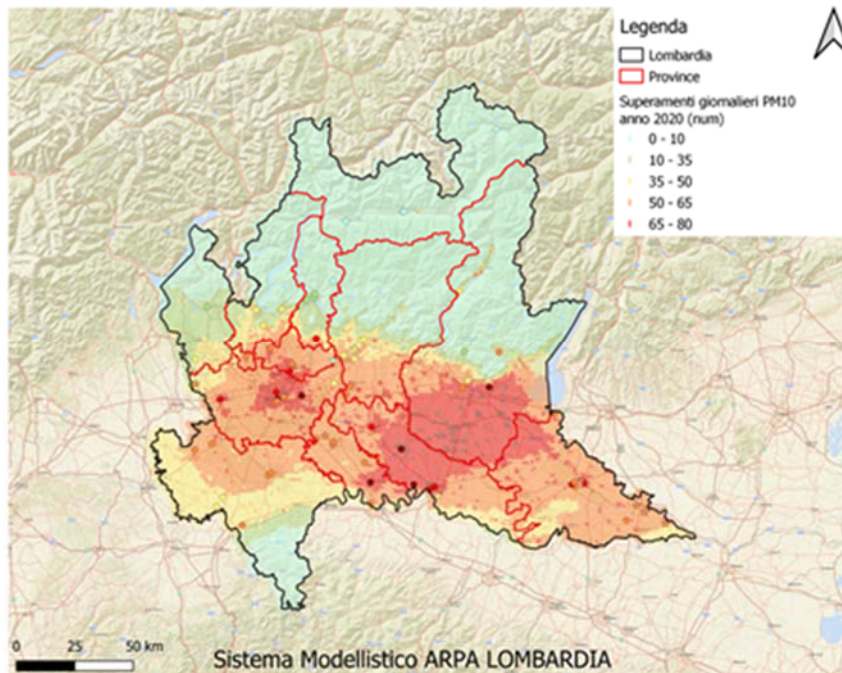 Legenda
Lombardia
Province
Superamenti giornalieri PM10
anno 2020 (num)
0 - 10
10 - 35
35 - 50
50 - 65
65 - 80
0 25 50 km
Sistema Modellistico ARPA LOMBARDIA